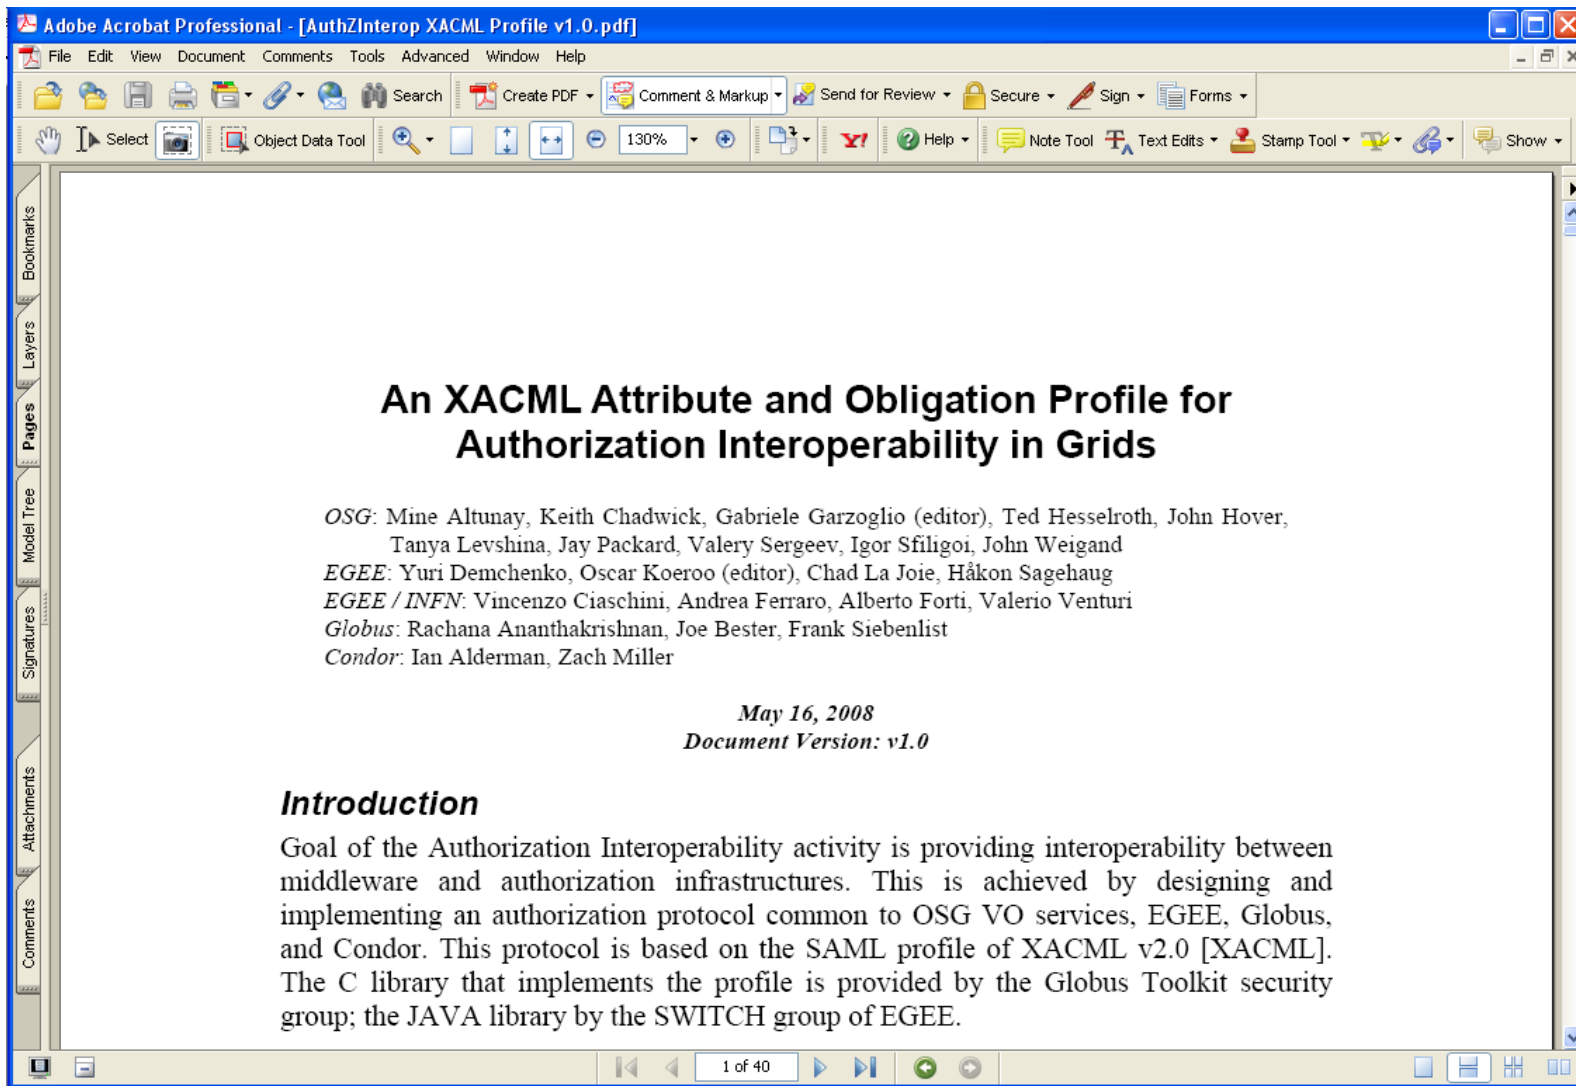 Adobe Acrobat Professional - [AuthZInterop XACML Profile v1.0.pdf]
File Edit View Document Comments Tools Advanced Window Help
Search Create PDF Comment & Markup Send for Review Secure Sign Forms
Select Object Data Tool 130% Y! Help Note Tool Text Edits Stamp Tool Show
Bookmarks
Layers
Pages
Model Tree
Signatures
Attachments
Comments
An XACML Attribute and Obligation Profile for
Authorization Interoperability in Grids
OSG: Mine Altunay, Keith Chadwick, Gabriele Garzoglio (editor), Ted Hesselroth, John Hover,
Tanya Levshina, Jay Packard, Valery Sergeev, Igor Sfiligoi, John Weigand
EGEE: Yuri Demchenko, Oscar Koeroo (editor), Chad La Joie, Håkon Sagehaug
EGEE / INFN: Vincenzo Ciaschini, Andrea Ferraro, Alberto Forti, Valerio Venturi
Globus: Rachana Ananthakrishnan, Joe Bester, Frank Siebenlist
Condor: Ian Alderman, Zach Miller
May 16, 2008
Document Version: v1.0
Introduction
Goal of the Authorization Interoperability activity is providing interoperability between
middleware and authorization infrastructures. This is achieved by designing and
implementing an authorization protocol common to OSG VO services, EGEE, Globus,
and Condor. This protocol is based on the SAML profile of XACML v2.0 [XACML].
The C library that implements the profile is provided by the Globus Toolkit security
group; the JAVA library by the SWITCH group of EGEE.
1 of 40